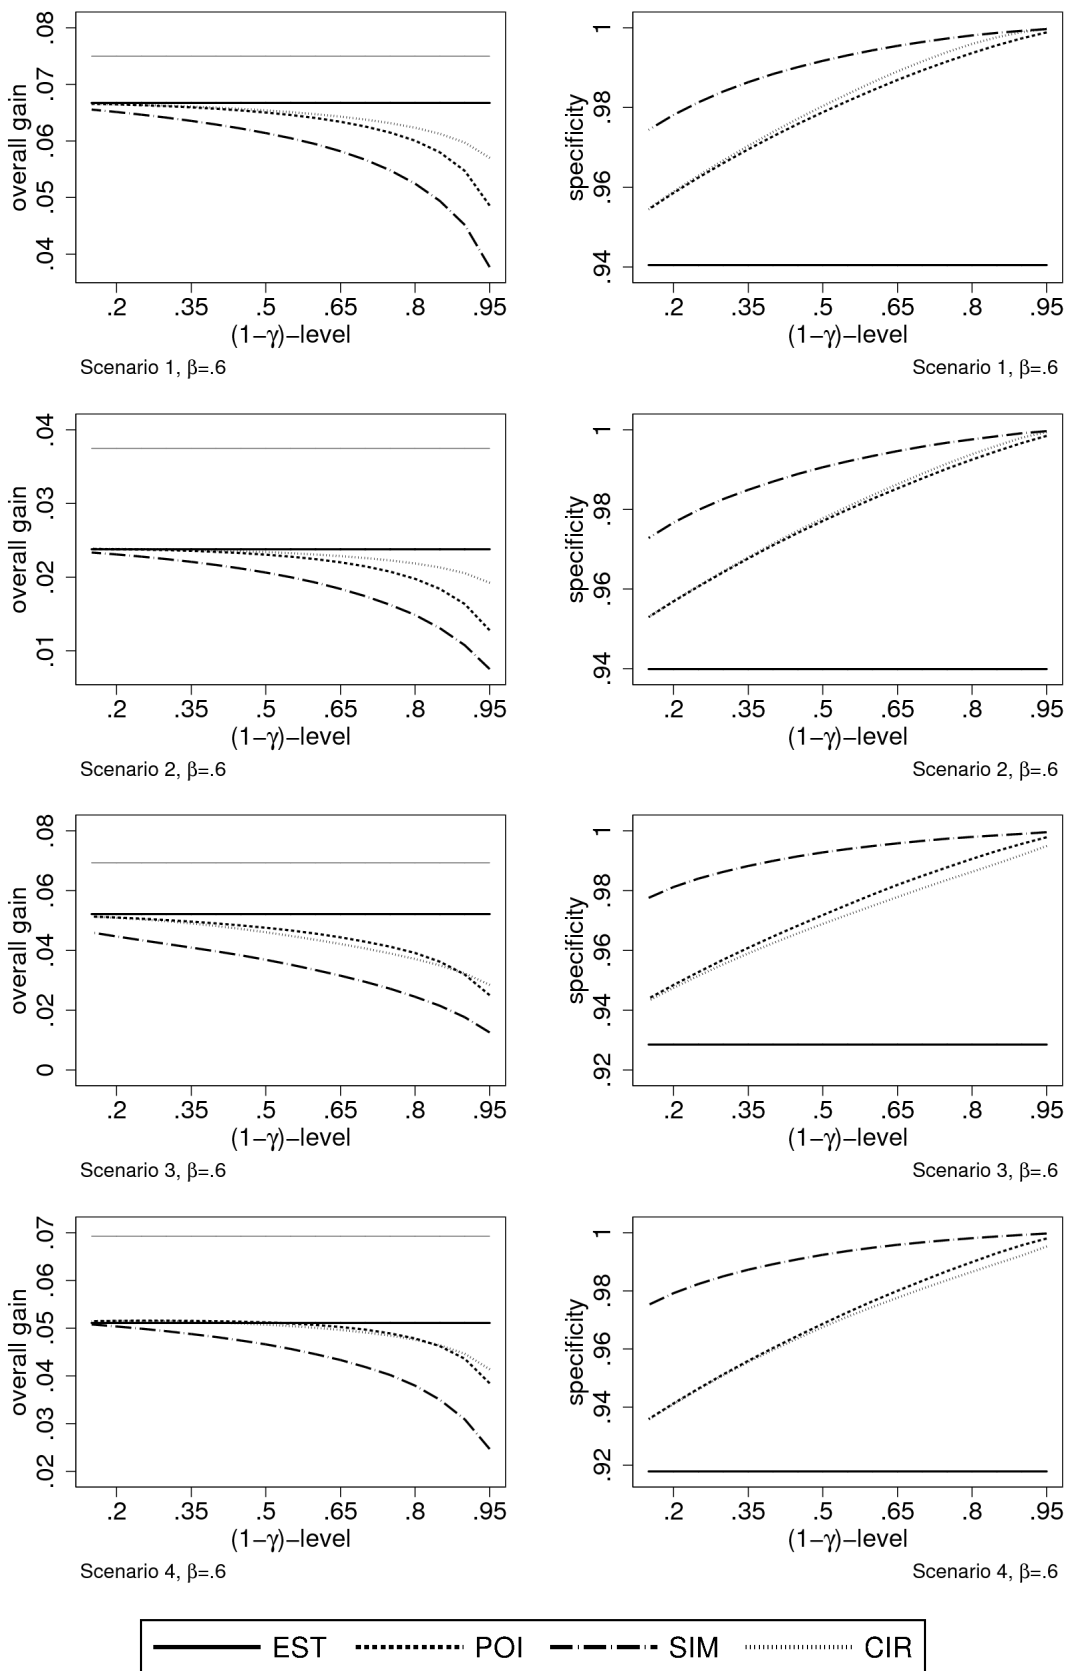 overall gain
.04 .05 .06 .07 .08
.2 .35 .5 .65 .8 .95
(1−γ)−level
Scenario 1, β=.6
specificity
.94 .96 .98 1
.2 .35 .5 .65 .8 .95
(1−γ)−level
Scenario 1, β=.6
overall gain
.01 .02 .03 .04
.2 .35 .5 .65 .8 .95
(1−γ)−level
Scenario 2, β=.6
specificity
.94 .96 .98 1
.2 .35 .5 .65 .8 .95
(1−γ)−level
Scenario 2, β=.6
overall gain
0 .02 .04 .06 .08
.2 .35 .5 .65 .8 .95
(1−γ)−level
Scenario 3, β=.6
specificity
.92 .94 .96 .98 1
.2 .35 .5 .65 .8 .95
(1−γ)−level
Scenario 3, β=.6
overall gain
.02 .03 .04 .05 .06 .07
.2 .35 .5 .65 .8 .95
(1−γ)−level
Scenario 4, β=.6
specificity
.92 .94 .96 .98 1
.2 .35 .5 .65 .8 .95
(1−γ)−level
Scenario 4, β=.6
EST POI SIM CIR